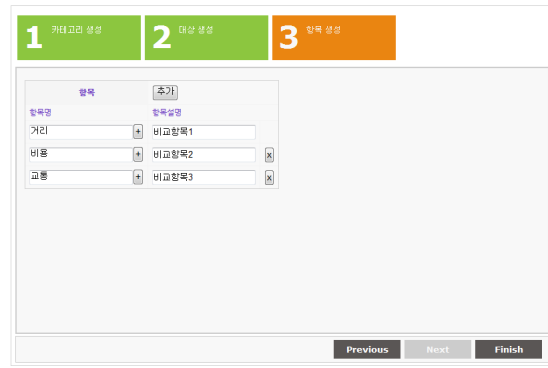 1 카테고리 생성
2 대상 생성
3 항목 생성
항목 추가
항목명 항목설명
거리 + 비교항목1
비용 + 비교항목2 x
교통 + 비교항목3 x
Previous Next Finish